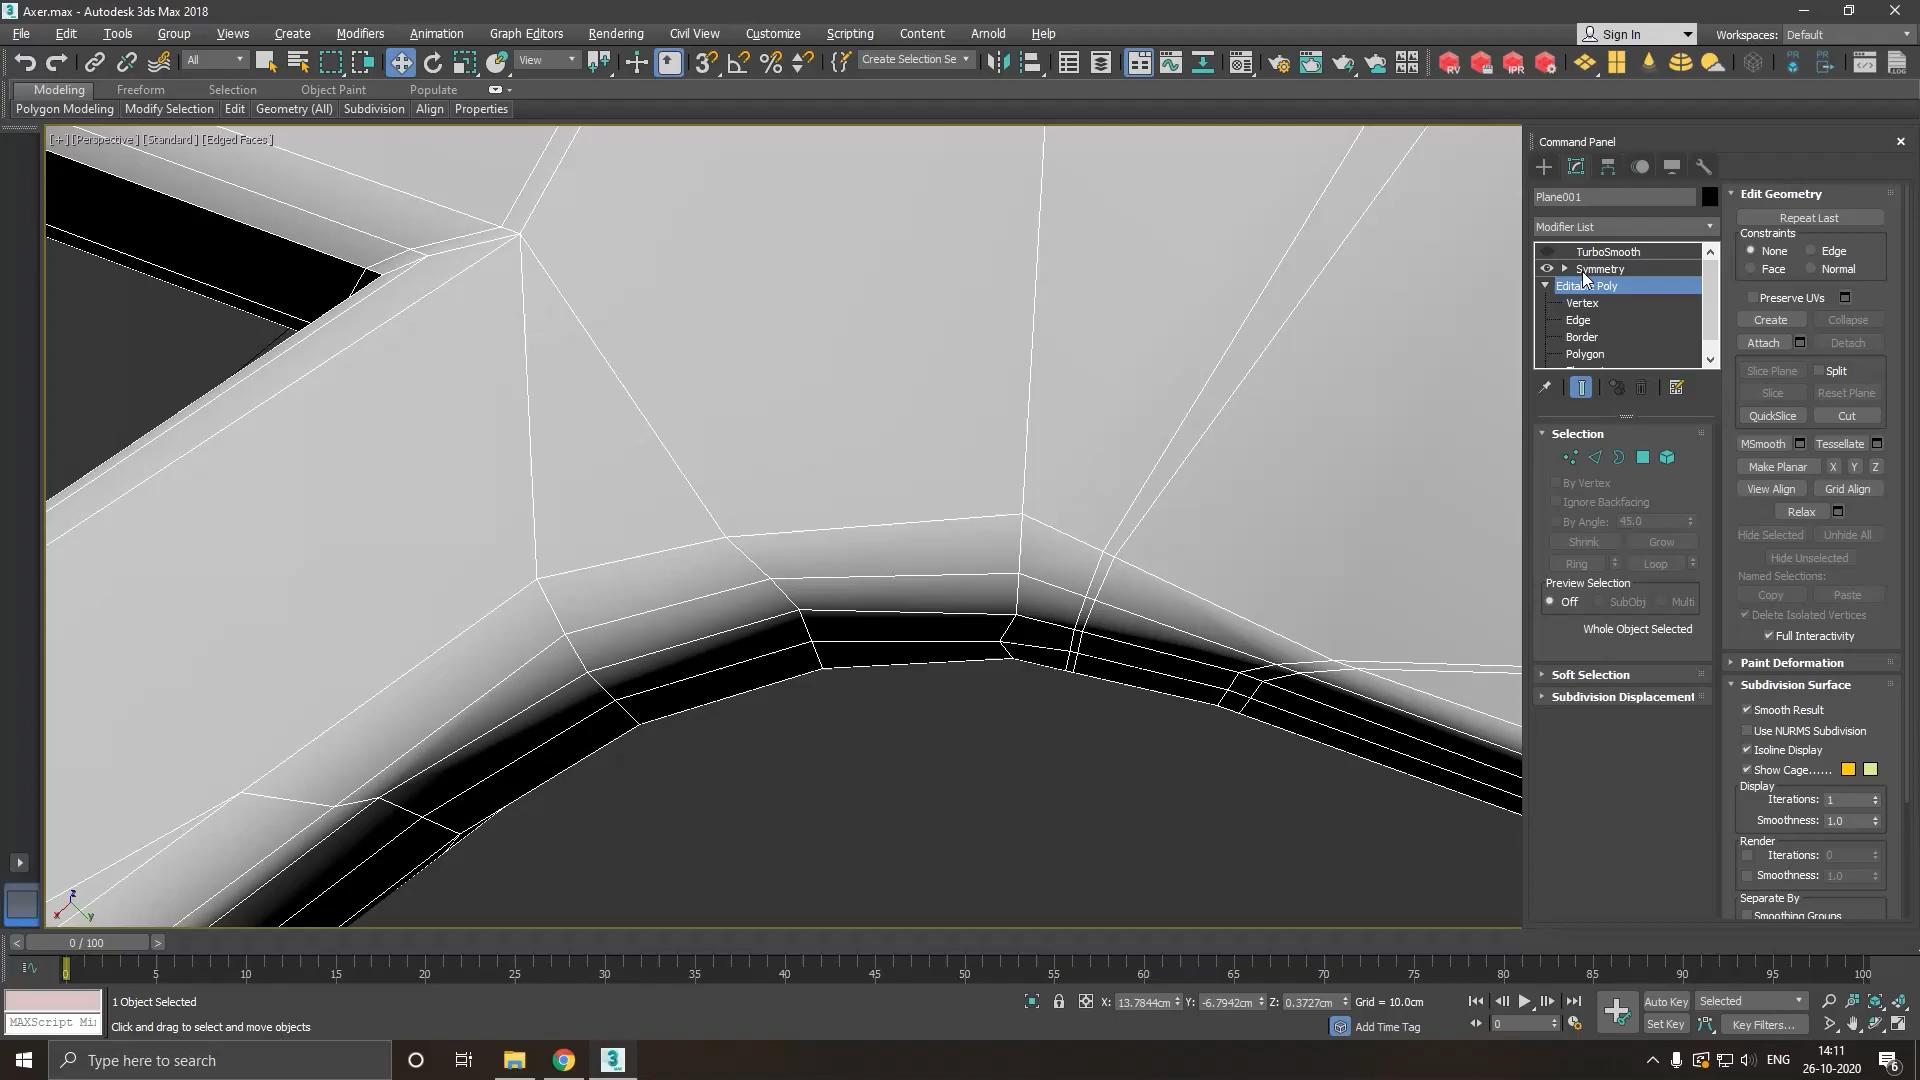 Axer.max - Autodesk 3ds Max 2018
File Edit Tools Group Views Create Modifiers Animation Graph Editors Rendering Civil View Customize Scripting Content Arnold Help
Sign In Workspaces: Default
All View Create Selection Se
Modeling Freeform Selection Object Paint Populate
Polygon Modeling Modify Selection Edit Geometry (All) Subdivision Align Properties
[+] [Perspective] [Standard] [Edged Faces]
Command Panel
Plane001
Modifier List
TurboSmooth
Symmetry
Poly
Vertex
Edge
Border
Polygon
Selection
By Vertex
Ignore Backfacing
By Angle: 45.0
Shrink Grow
Ring Loop
Preview Selection
Off SubObj Multi
Whole Object Selected
Soft Selection
Subdivision Displacement
Edit Geometry
Repeat Last
Constraints
None Edge
Face Normal
Preserve UVs
Create Collapse
Attach Detach
Slice Plane Split
Slice Reset Plane
QuickSlice Cut
MSmooth Tessellate
Make Planar X Y Z
View Align Grid Align
Relax
Hide Selected Unhide All
Hide Unselected
Named Selections:
Copy Paste
Delete Isolated Vertices
Full Interactivity
Paint Deformation
Subdivision Surface
Smooth Result
Use NURMS Subdivision
Isoline Display
Show Cage......
Display
Iterations: 1
Smoothness: 1.0
Render
Iterations: 0
Smoothness: 1.0
Separate By
Smoothing Groups
z
x
y
< 0 / 100 >
0 5 10 15 20 25 30 35 40 45 50 55 60 65 70 75 80 85 90 95 100
1 Object Selected
X: 13.7844cm Y: -6.7942cm Z: 0.3727cm Grid = 10.0cm
Auto Key Selected
MAXScript Mi
Click and drag to select and move objects
Add Time Tag
0
Set Key Key Filters...
Type here to search
ENG
14:11
26-10-2020
6